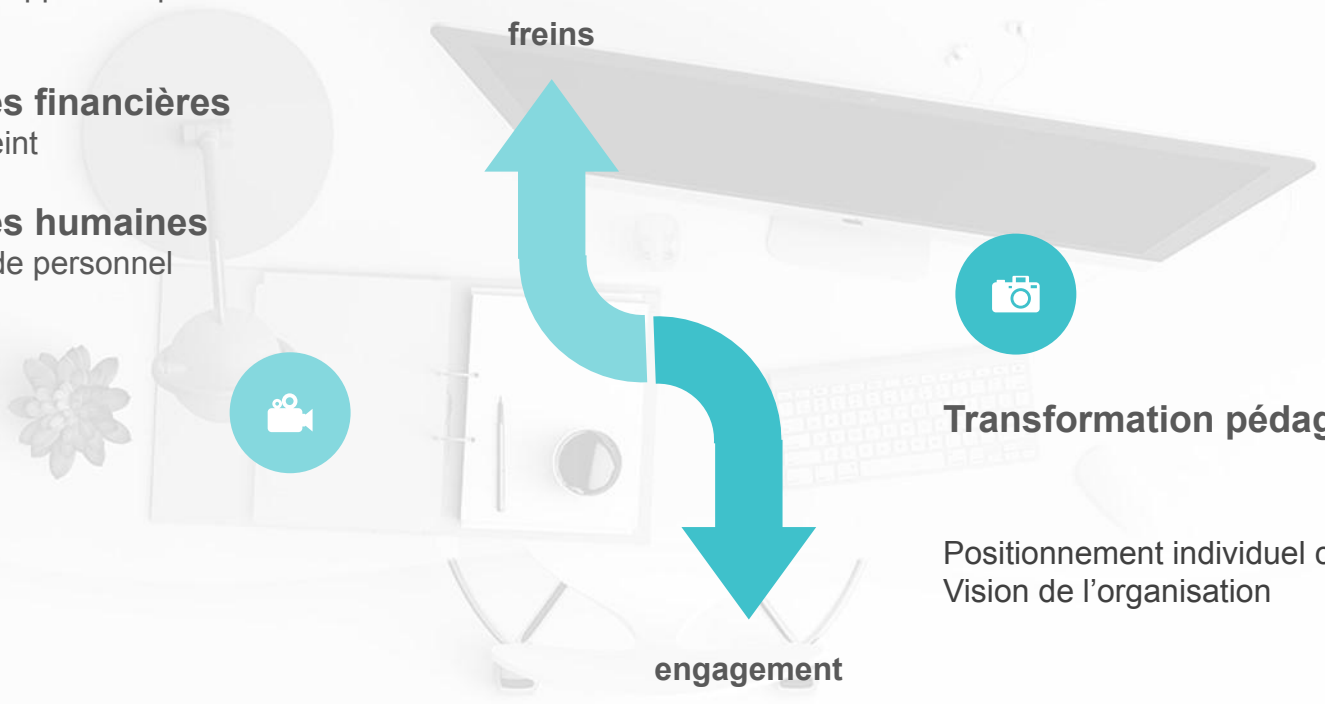 freins
es financières
eint
es humaines
de personnel
Transformation pédag
Positionnement individuel
Vision de l’organisation
engagement